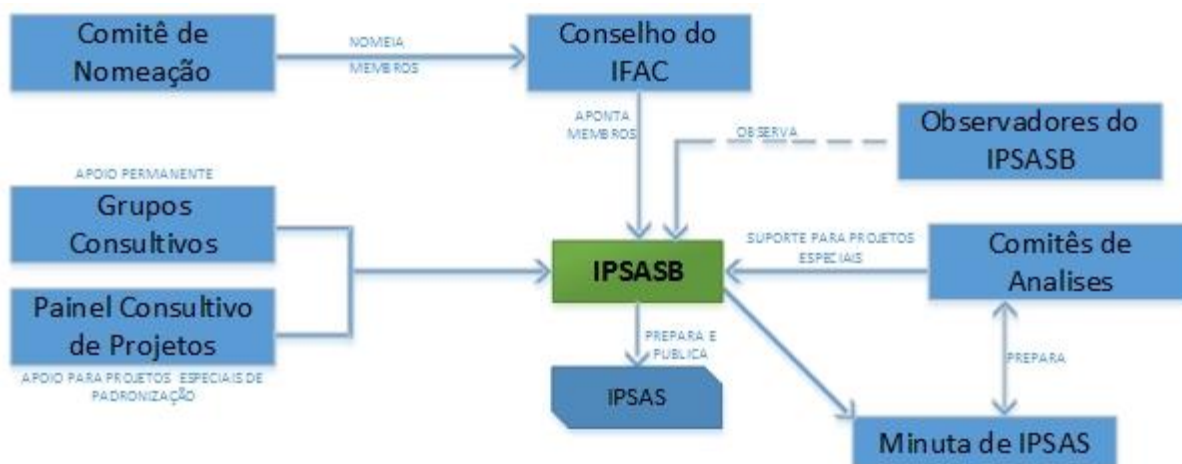 Comitê de
Nomeação
NOMEIA
MEMBROS
Conselho do
IFAC
APONTA
MEMBROS
OBSERVA
Observadores do
IPSASB
APOIO PERMANENTE
Grupos
Consultivos
Painel Consultivo
de Projetos
APOIO PARA PROJETOS ESPECIAIS DE
PADRONIZAÇÃO
IPSASB
SUPORTE PARA PROJETOS
ESPECIAIS
Comitês de
Analises
PREPARA E
PUBLICA
IPSAS
PREPARA
Minuta de IPSAS